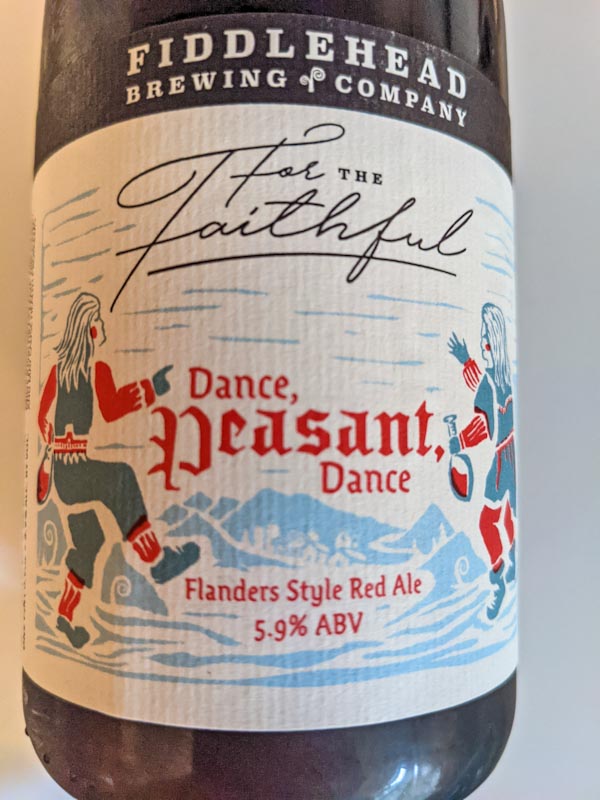 FIDDLEHEAD
BREWING COMPANY
For THE
Faithful
Dance,
Peasant,
Dance
Flanders Style Red Ale
5.9% ABV